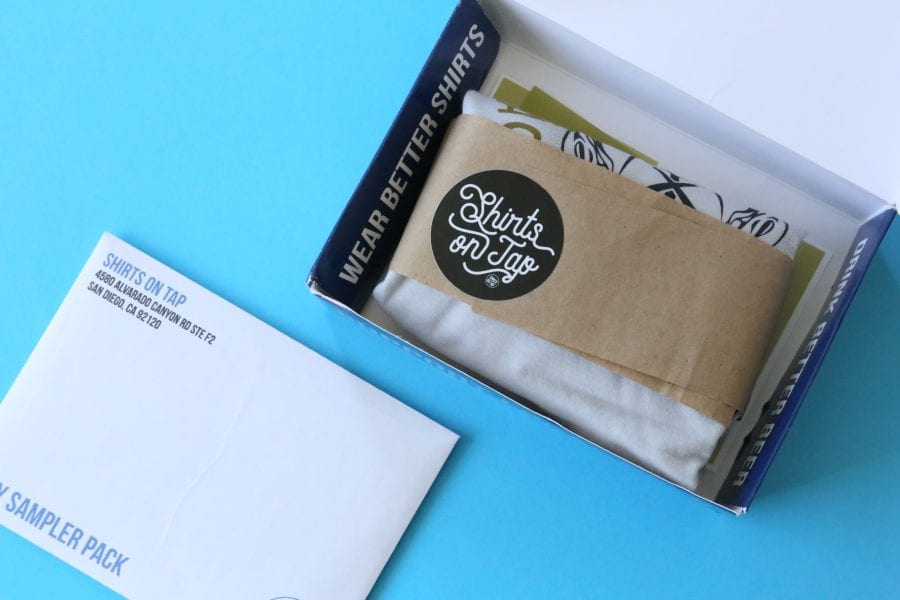 WEAR BETTER SHIRTS
Shirts
on Tap
DRINK BETTER BEER
SHIRTS ON TAP
4580 ALVARADO CANYON RD STE F2
SAN DIEGO, CA 92120
Y SAMPLER PACK